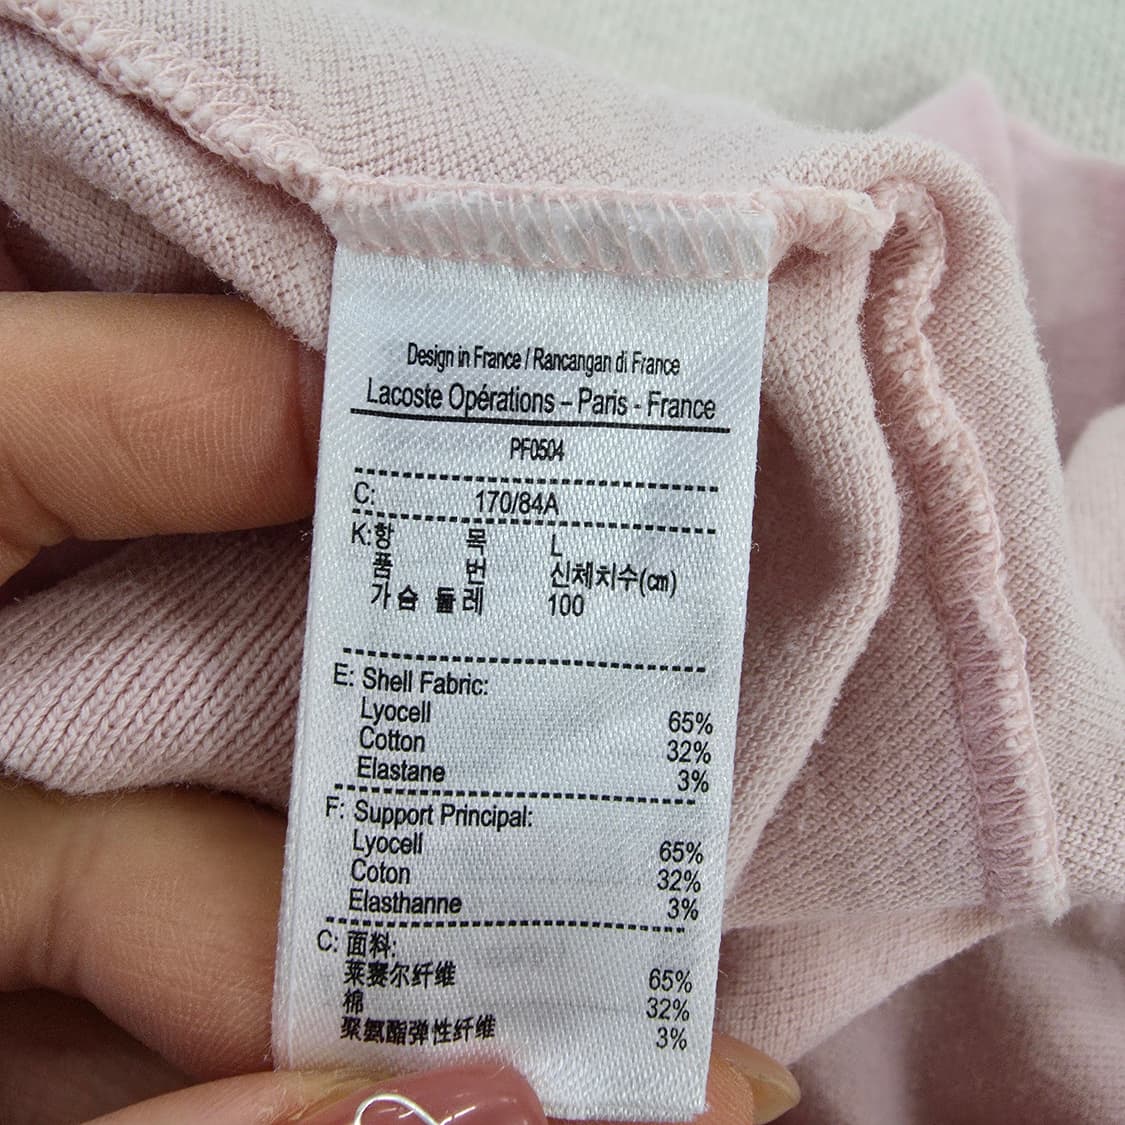 Design in France / Rancangan di France
Lacoste Opérations – Paris - France
PF0504
C: 170/84A
K: 항 목 L
품 번 신체치수(cm)
가슴 둘레 100
E: Shell Fabric:
Lyocell 65%
Cotton 32%
Elastane 3%
F: Support Principal:
Lyocell 65%
Coton 32%
Elasthanne 3%
C: 面料:
莱赛尔纤维 65%
棉 32%
聚氨酯弹性纤维 3%